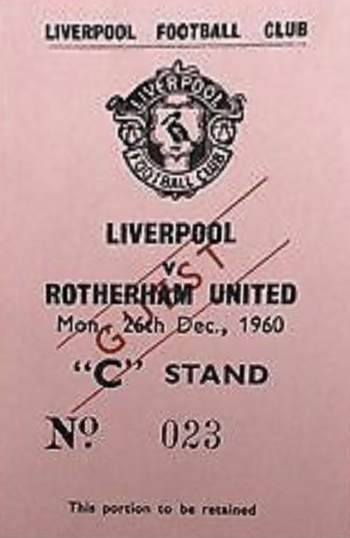 LIVERPOOL FOOTBALL CLUB
LIVERPOOL
FOOTBALL CLUB
LIVERPOOL
v
ROTHERHAM UNITED
GUEST
Mon., 26th Dec., 1960
"C" STAND
Nº 023
This portion to be retained